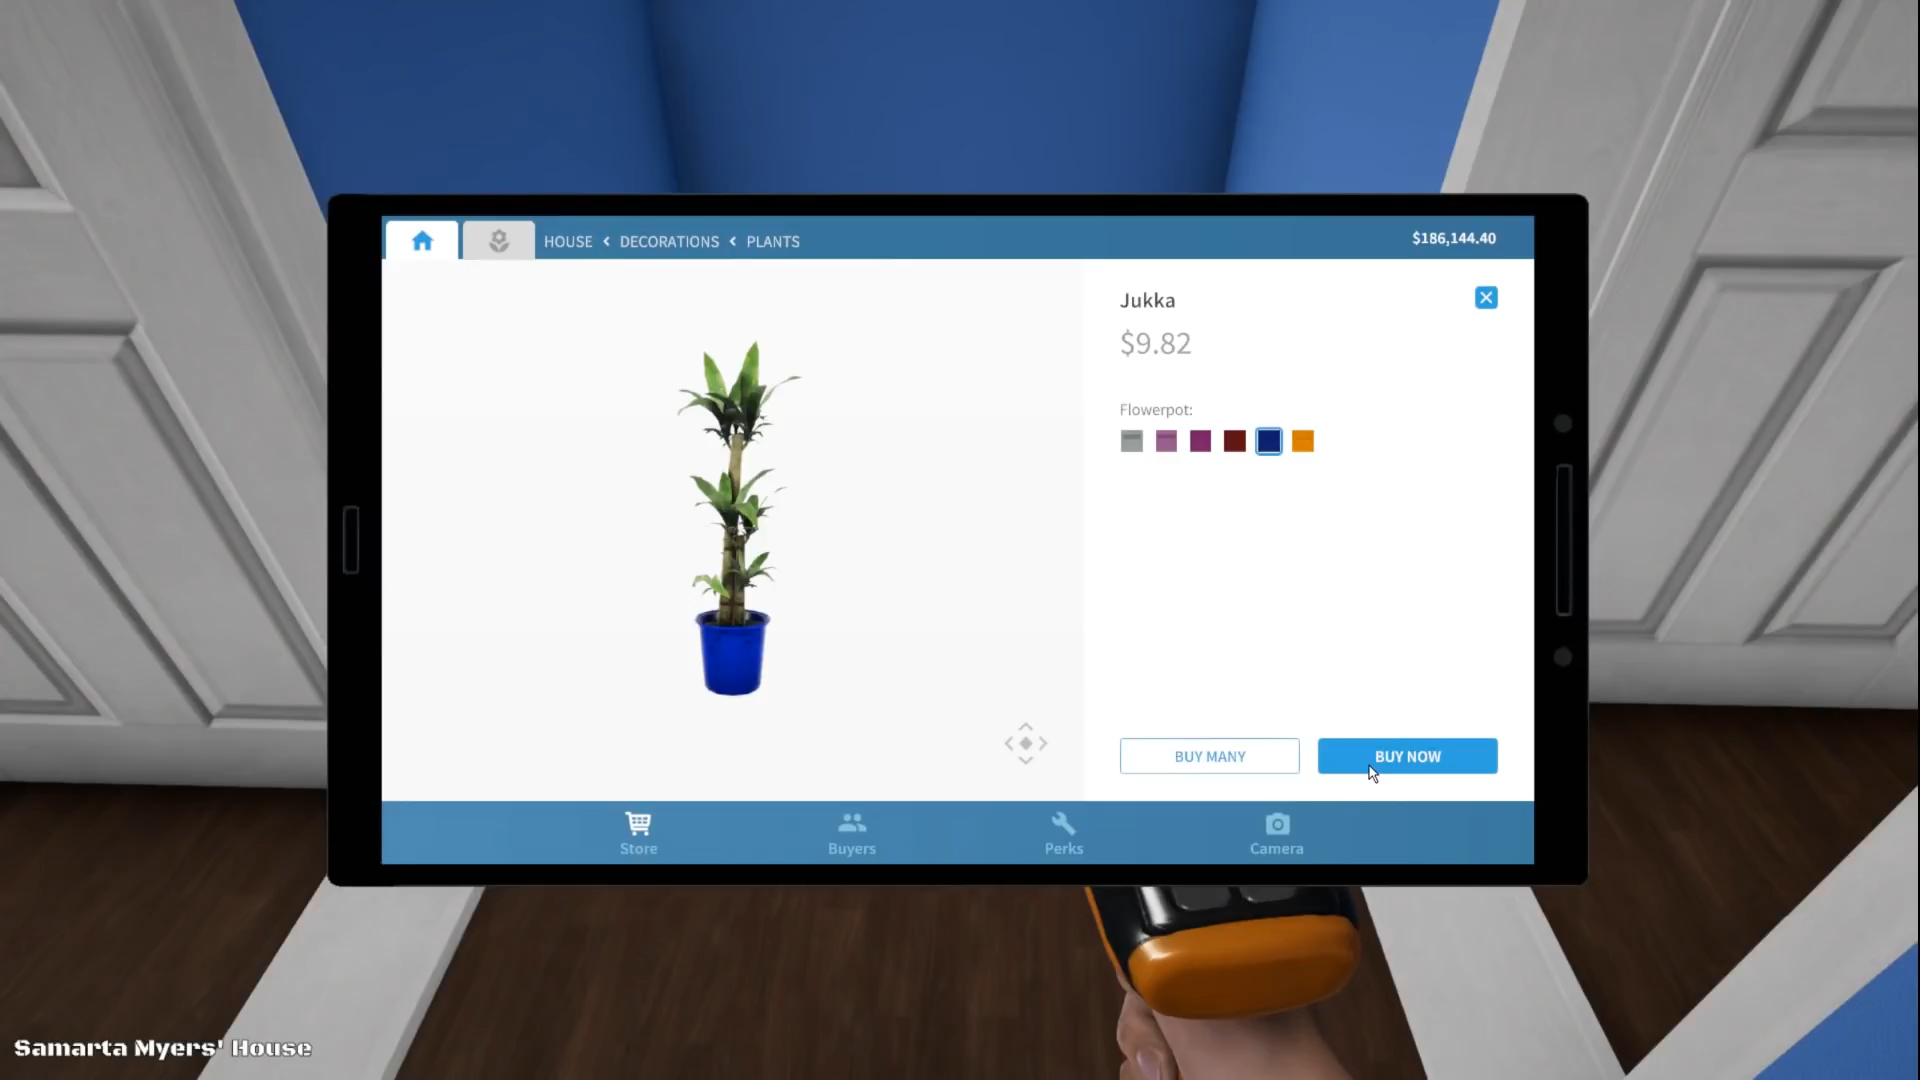 HOUSE < DECORATIONS < PLANTS
$186,144.40
Jukka
$9.82
Flowerpot:
BUY MANY
BUY NOW
Store
Buyers
Perks
Camera
Samarta Myers' House